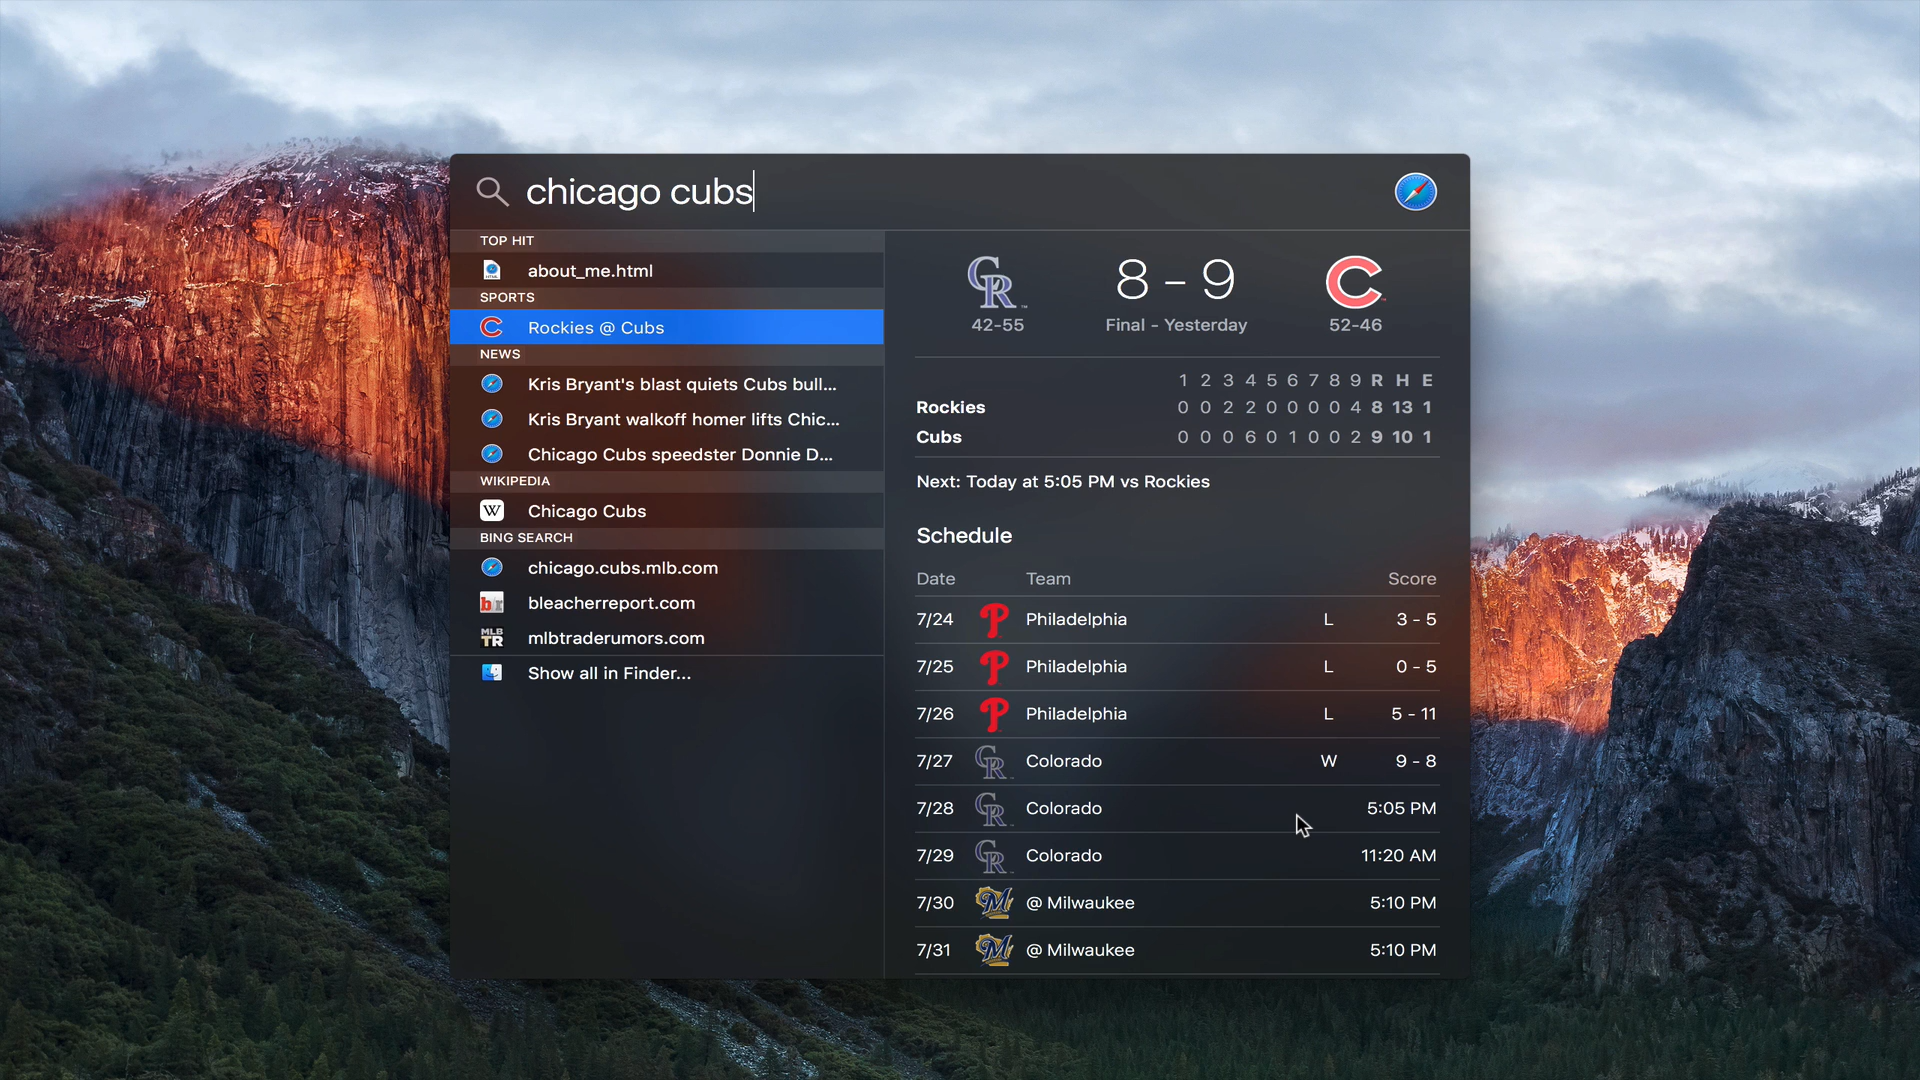 chicago cubs
TOP HIT
about_me.html
SPORTS
Rockies @ Cubs
NEWS
Kris Bryant's blast quiets Cubs bull...
Kris Bryant walkoff homer lifts Chic...
Chicago Cubs speedster Donnie D...
WIKIPEDIA
W Chicago Cubs
BING SEARCH
chicago.cubs.mlb.com
br bleacherreport.com
MLB TR mlbtraderumors.com
Show all in Finder...
CR 8 – 9 C
42-55 Final - Yesterday 52-46
1 2 3 4 5 6 7 8 9 R H E
Rockies 0 0 2 2 0 0 0 0 4 8 13 1
Cubs 0 0 0 6 0 1 0 0 2 9 10 1
Next: Today at 5:05 PM vs Rockies
Schedule
Date Team Score
7/24 P Philadelphia L 3 - 5
7/25 P Philadelphia L 0 - 5
7/26 P Philadelphia L 5 - 11
7/27 CR Colorado W 9 - 8
7/28 CR Colorado 5:05 PM
7/29 CR Colorado 11:20 AM
7/30 M @ Milwaukee 5:10 PM
7/31 M @ Milwaukee 5:10 PM